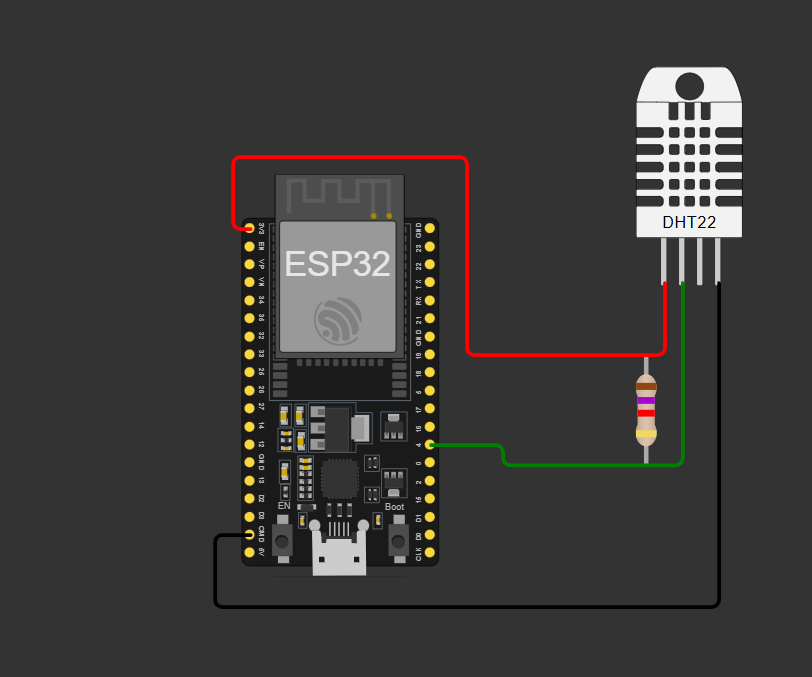 DHT22
ESP32
3V3
EN
VP
VN
34
35
32
33
25
26
27
14
12
GND
13
D2
D3
CMD
5V
GND
23
22
TX
RX
21
GND
19
18
5
17
16
4
0
2
15
D1
D0
CLK
EN
Boot